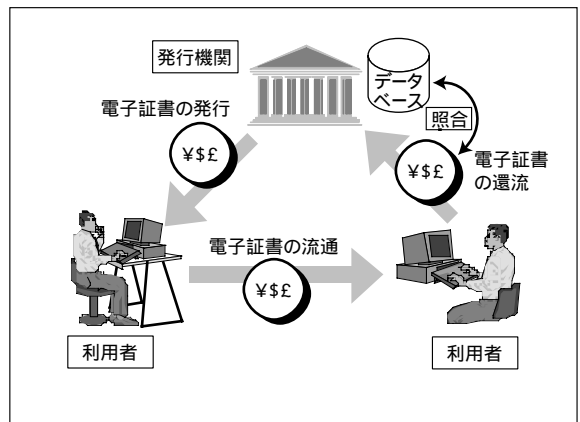 発行機関
データ
ベース
照合
電子証書の発行
¥$£
¥$£
電子証書
の還流
電子証書の流通
¥$£
利用者
利用者